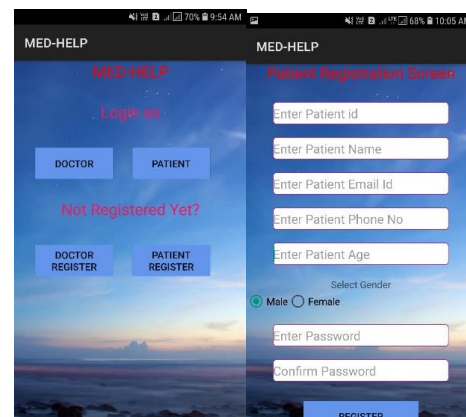 70% 9:54 AM
MED-HELP
MED-HELP
Login as
DOCTOR
PATIENT
Not Registered Yet?
DOCTOR
REGISTER
PATIENT
REGISTER
68% 10:05 AM
MED-HELP
Patient Registration Screen
Enter Patient id
Enter Patient Name
Enter Patient Email Id
Enter Patient Phone No
Enter Patient Age
Select Gender
Male Female
Enter Password
Confirm Password
REGISTER